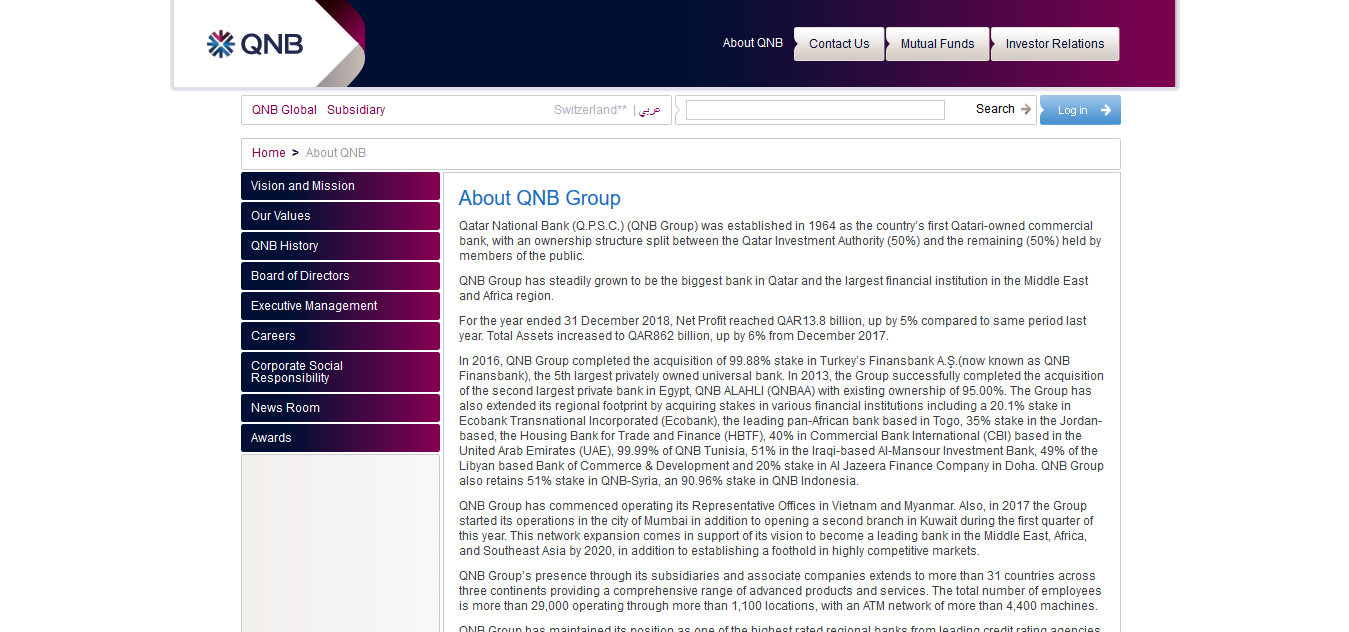 QNB
About QNB
Contact Us
Mutual Funds
Investor Relations
QNB Global Subsidiary
Switzerland** | عربي
Search
Log in
Home > About QNB
Vision and Mission
Our Values
QNB History
Board of Directors
Executive Management
Careers
Corporate Social
Responsibility
News Room
Awards
About QNB Group
Qatar National Bank (Q.P.S.C.) (QNB Group) was established in 1964 as the country's first Qatari-owned commercial
bank, with an ownership structure split between the Qatar Investment Authority (50%) and the remaining (50%) held by
members of the public.
QNB Group has steadily grown to be the biggest bank in Qatar and the largest financial institution in the Middle East
and Africa region.
For the year ended 31 December 2018, Net Profit reached QAR13.8 billion, up by 5% compared to same period last
year. Total Assets increased to QAR862 billion, up by 6% from December 2017.
In 2016, QNB Group completed the acquisition of 99.88% stake in Turkey's Finansbank A.Ş.(now known as QNB
Finansbank), the 5th largest privately owned universal bank. In 2013, the Group successfully completed the acquisition
of the second largest private bank in Egypt, QNB ALAHLI (QNBAA) with existing ownership of 95.00%. The Group has
also extended its regional footprint by acquiring stakes in various financial institutions including a 20.1% stake in
Ecobank Transnational Incorporated (Ecobank), the leading pan-African bank based in Togo, 35% stake in the Jordan-
based, the Housing Bank for Trade and Finance (HBTF), 40% in Commercial Bank International (CBI) based in the
United Arab Emirates (UAE), 99.99% of QNB Tunisia, 51% in the Iraqi-based Al-Mansour Investment Bank, 49% of the
Libyan based Bank of Commerce & Development and 20% stake in Al Jazeera Finance Company in Doha. QNB Group
also retains 51% stake in QNB-Syria, an 90.96% stake in QNB Indonesia.
QNB Group has commenced operating its Representative Offices in Vietnam and Myanmar. Also, in 2017 the Group
started its operations in the city of Mumbai in addition to opening a second branch in Kuwait during the first quarter of
this year. This network expansion comes in support of its vision to become a leading bank in the Middle East, Africa,
and Southeast Asia by 2020, in addition to establishing a foothold in highly competitive markets.
QNB Group's presence through its subsidiaries and associate companies extends to more than 31 countries across
three continents providing a comprehensive range of advanced products and services. The total number of employees
is more than 29,000 operating through more than 1,100 locations, with an ATM network of more than 4,400 machines.
QNB Group has maintained its position as one of the highest rated regional banks from leading credit rating agencies